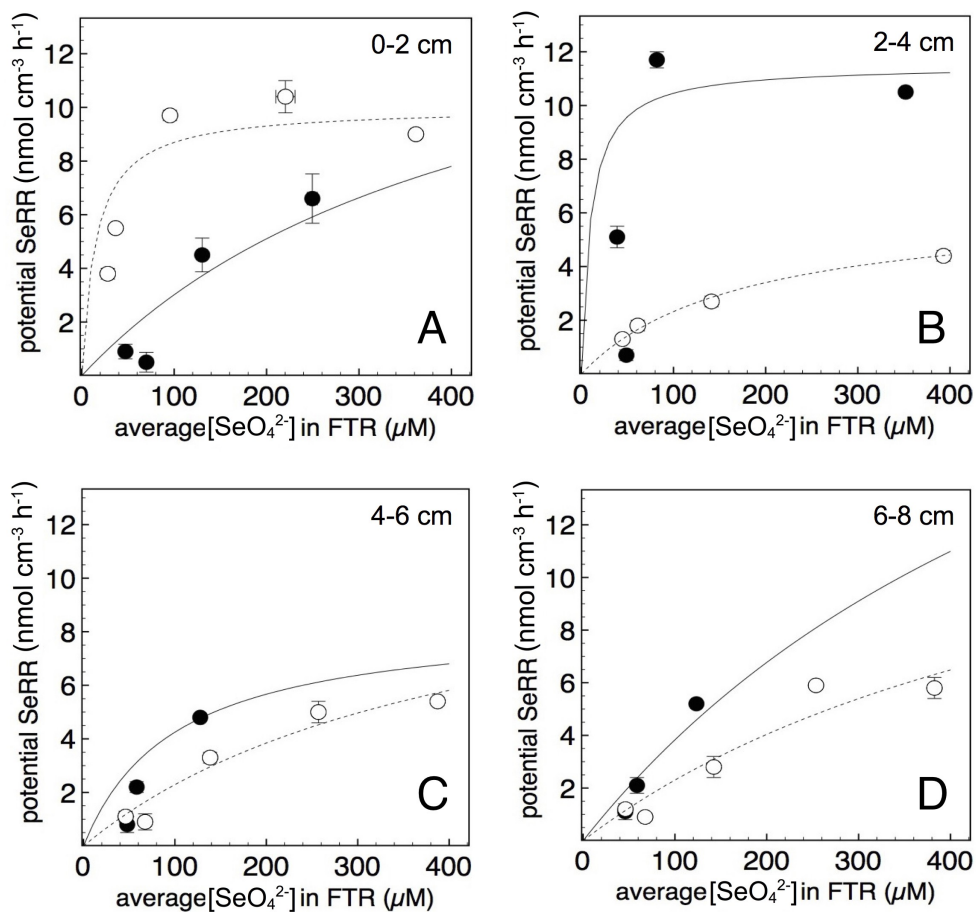 0-2 cm
potential SeRR (nmol cm⁻³ h⁻¹)
12
10
8
6
4
2
A
0 100 200 300 400
average[SeO₄²⁻] in FTR (µM)
2-4 cm
potential SeRR (nmol cm⁻³ h⁻¹)
12
10
8
6
4
2
B
0 100 200 300 400
average[SeO₄²⁻] in FTR (µM)
4-6 cm
potential SeRR (nmol cm⁻³ h⁻¹)
12
10
8
6
4
2
C
0 100 200 300 400
average[SeO₄²⁻] in FTR (µM)
6-8 cm
potential SeRR (nmol cm⁻³ h⁻¹)
12
10
8
6
4
2
D
0 100 200 300 400
average[SeO₄²⁻] in FTR (µM)